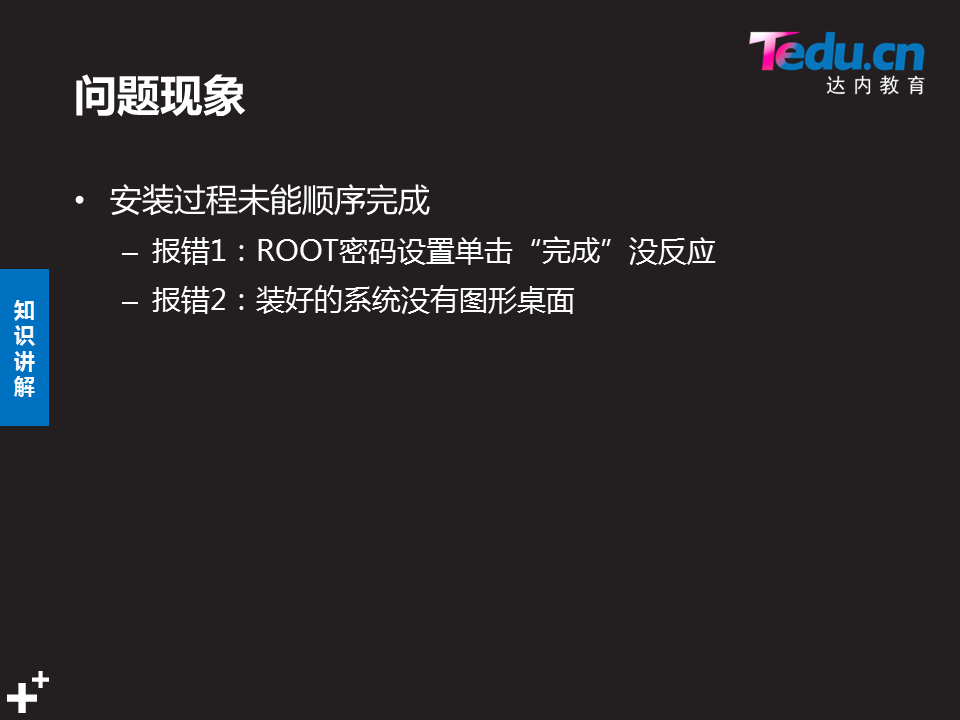 Tedu.cn
达内教育
问题现象
• 安装过程未能顺序完成
– 报错1：ROOT密码设置单击“完成”没反应
– 报错2：装好的系统没有图形桌面
知识讲解